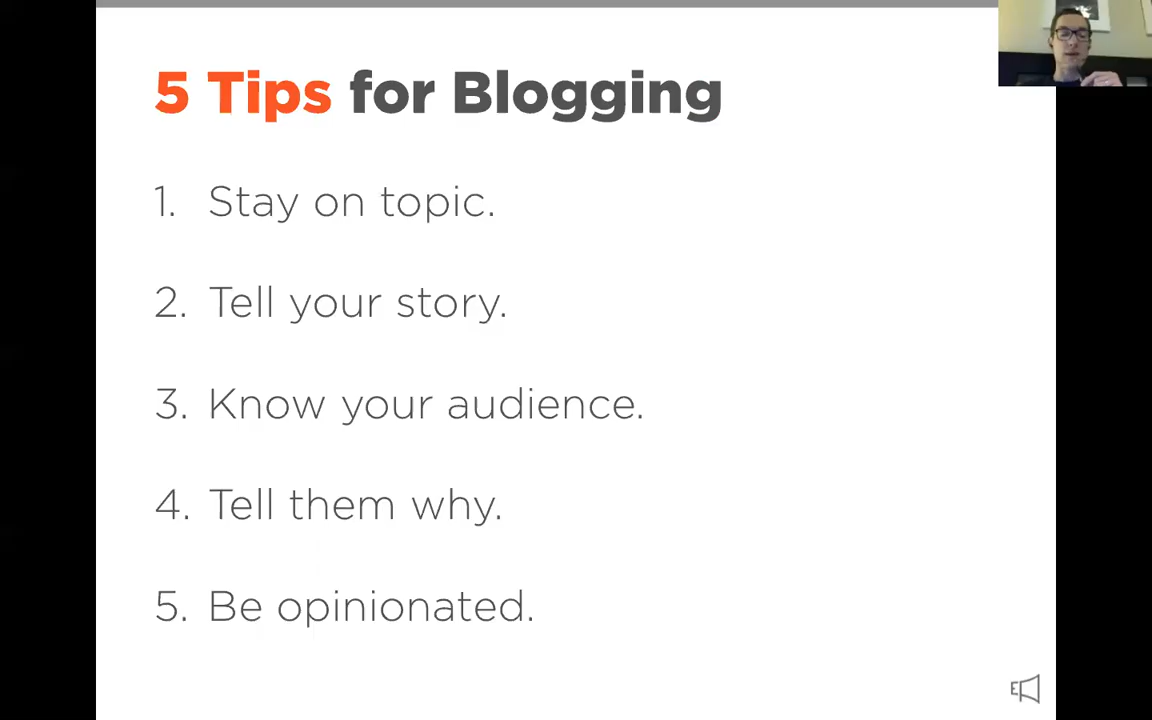 5 Tips for Blogging
1. Stay on topic.
2. Tell your story.
3. Know your audience.
4. Tell them why.
5. Be opinionated.